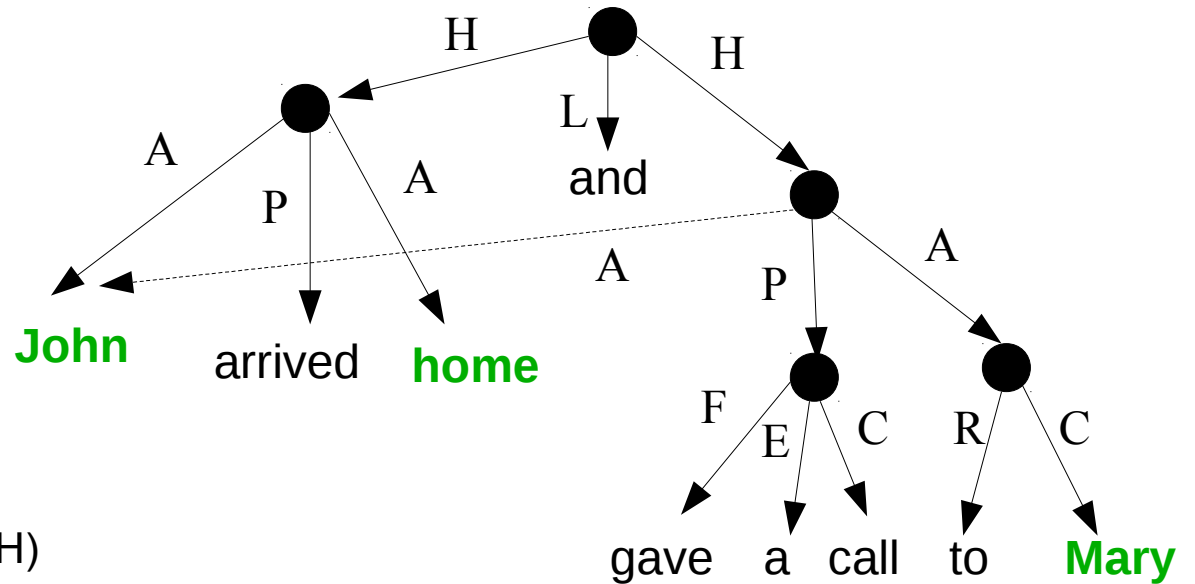 H
H
L
A
P
A
and
A
A
P
John
arrived
home
F
E
C
R
C
H)
gave a call to Mary